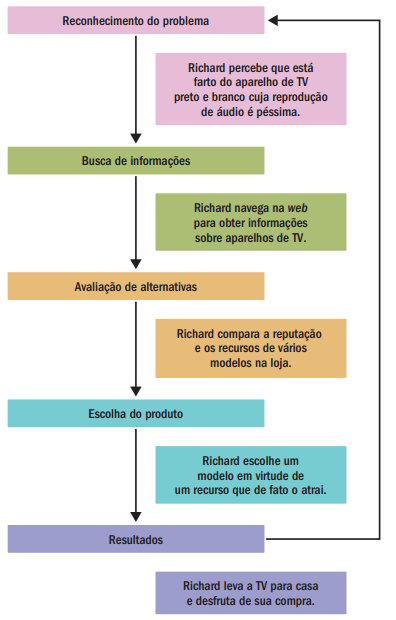 Reconhecimento do problema
Richard percebe que está
farto do aparelho de TV
preto e branco cuja reprodução
de áudio é péssima.
Busca de informações
Richard navega na web
para obter informações
sobre aparelhos de TV.
Avaliação de alternativas
Richard compara a reputação
e os recursos de vários
modelos na loja.
Escolha do produto
Richard escolhe um
modelo em virtude de
um recurso que de fato o atrai.
Resultados
Richard leva a TV para casa
e desfruta de sua compra.